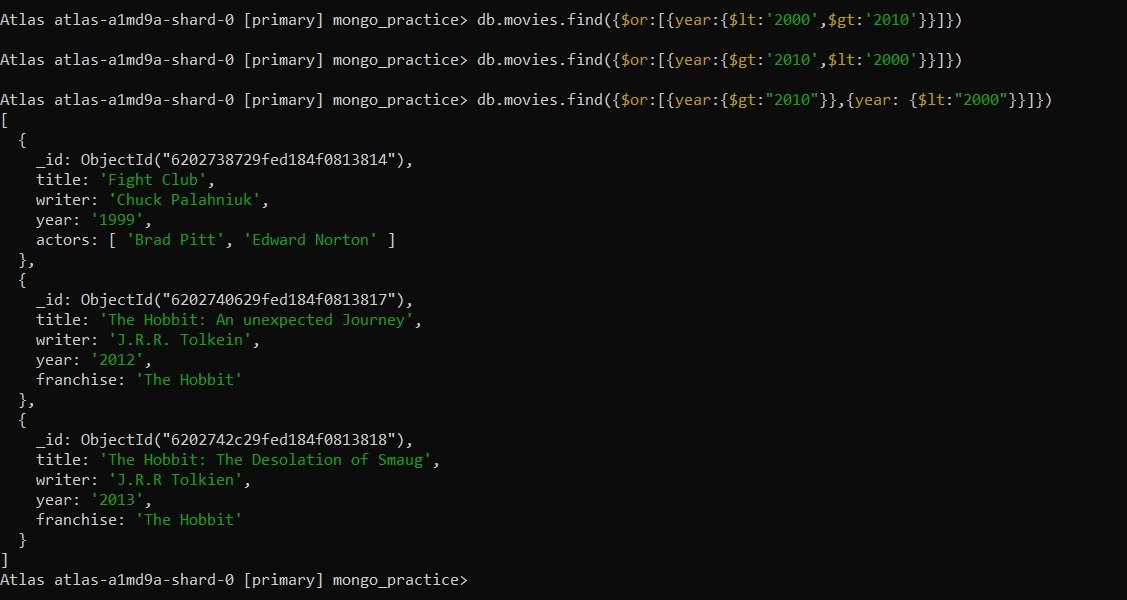 Atlas atlas-a1md9a-shard-0 [primary] mongo_practice> db.movies.find({$or:[{year:{$lt:'2000',$gt:'2010'}}]})
Atlas atlas-a1md9a-shard-0 [primary] mongo_practice> db.movies.find({$or:[{year:{$gt:'2010',$lt:'2000'}}]})
Atlas atlas-a1md9a-shard-0 [primary] mongo_practice> db.movies.find({$or:[{year:{$gt:"2010"}},{year: {$lt:"2000"}}]})
[
  {
    _id: ObjectId("6202738729fed184f0813814"),
    title: 'Fight Club',
    writer: 'Chuck Palahniuk',
    year: '1999',
    actors: [ 'Brad Pitt', 'Edward Norton' ]
  },
  {
    _id: ObjectId("6202740629fed184f0813817"),
    title: 'The Hobbit: An unexpected Journey',
    writer: 'J.R.R. Tolkein',
    year: '2012',
    franchise: 'The Hobbit'
  },
  {
    _id: ObjectId("6202742c29fed184f0813818"),
    title: 'The Hobbit: The Desolation of Smaug',
    writer: 'J.R.R Tolkien',
    year: '2013',
    franchise: 'The Hobbit'
  }
]
Atlas atlas-a1md9a-shard-0 [primary] mongo_practice>